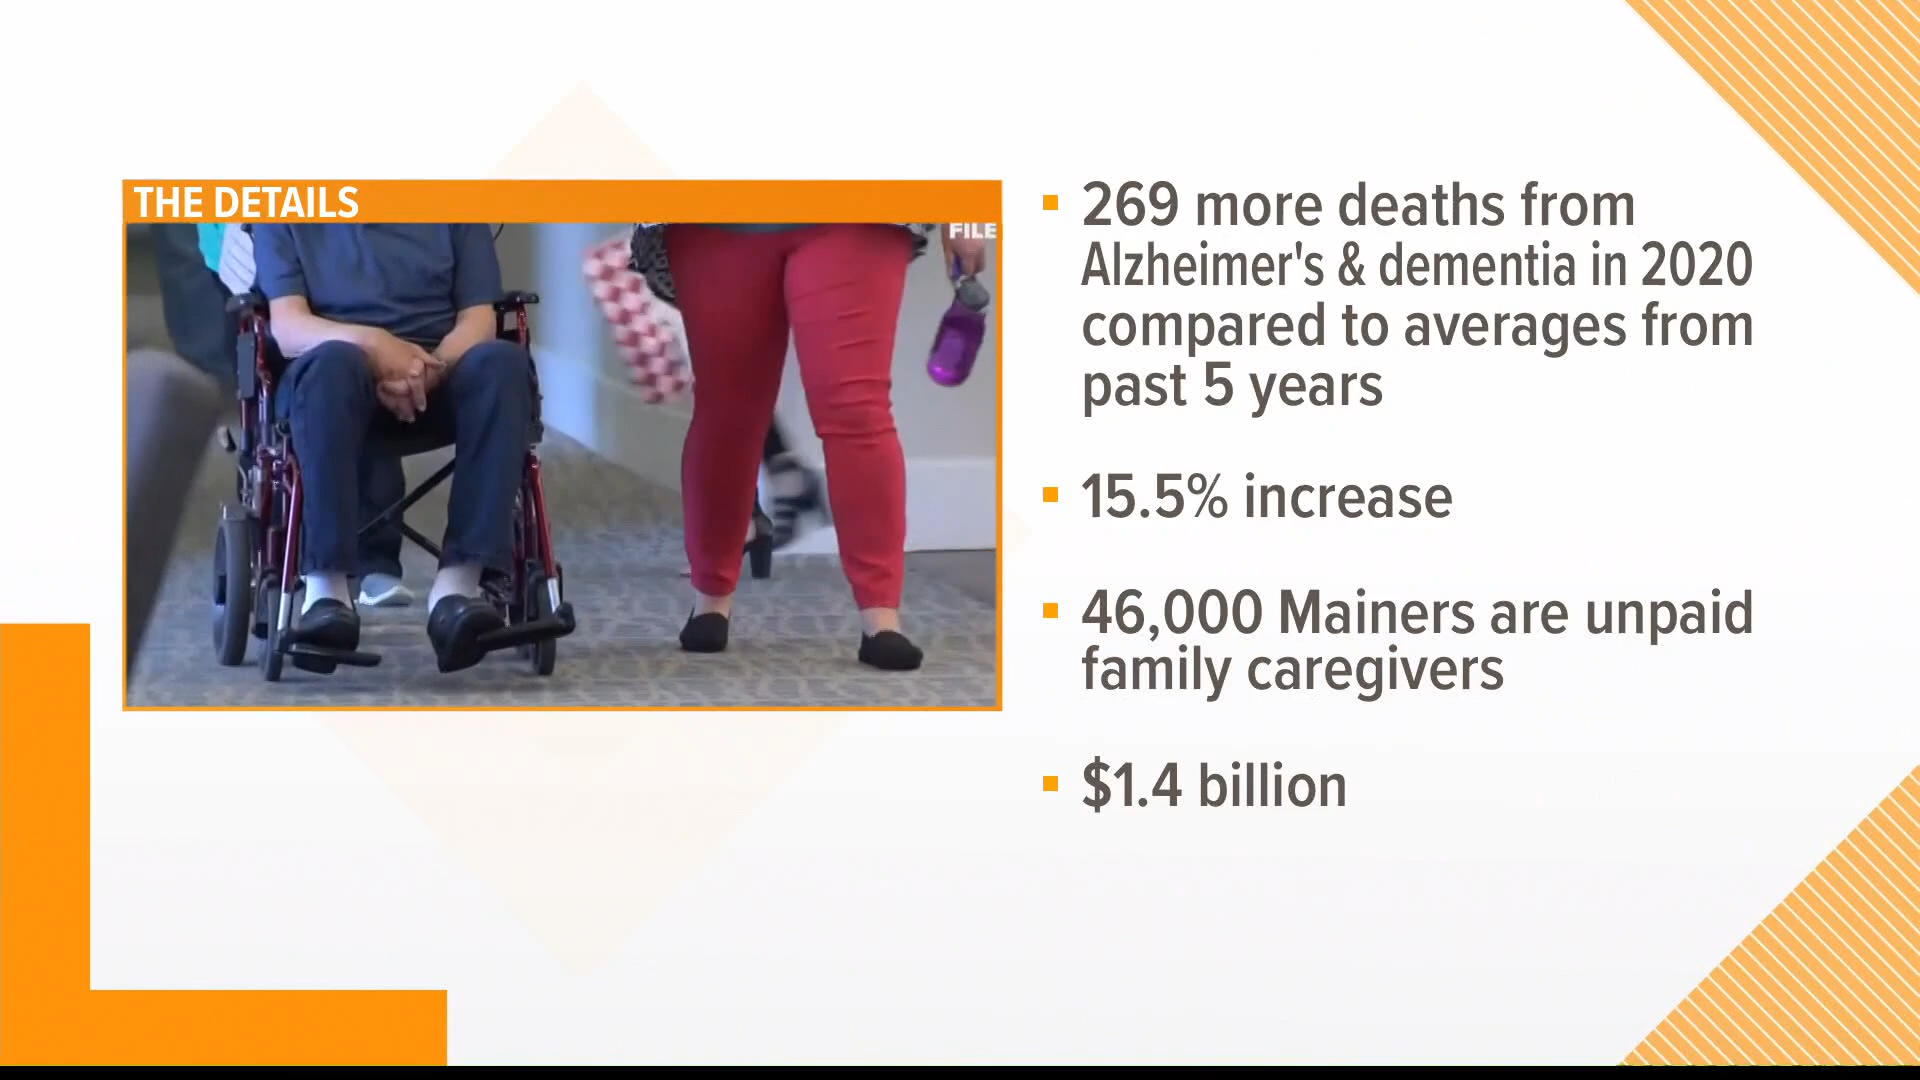 THE DETAILS
FILE
269 more deaths from
Alzheimer's & dementia in 2020
compared to averages from
past 5 years
15.5% increase
46,000 Mainers are unpaid
family caregivers
$1.4 billion